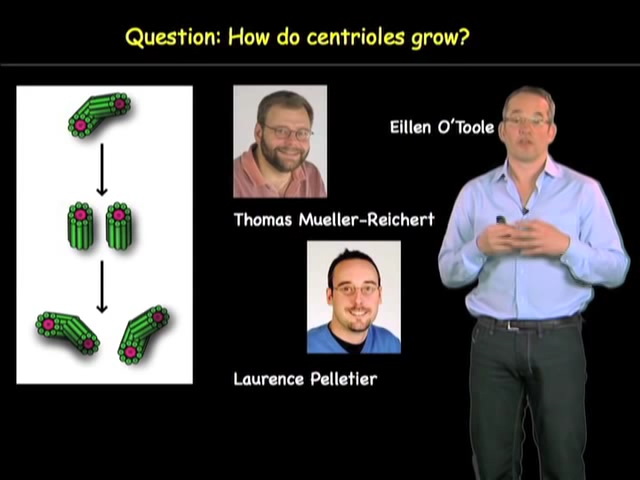 Question: How do centrioles grow?
Eillen O'Toole
Thomas Mueller-Reichert
Laurence Pelletier